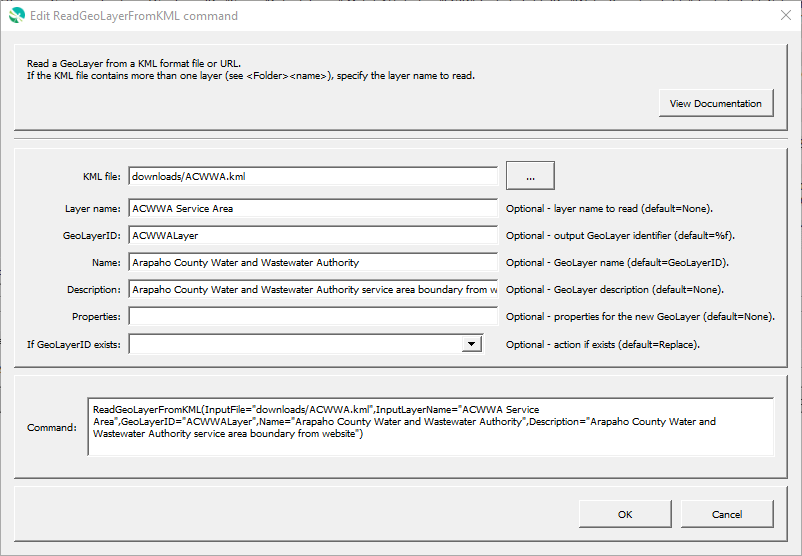 Edit ReadGeoLayerFromKML command
Read a GeoLayer from a KML format file or URL.
If the KML file contains more than one layer (see <Folder><name>), specify the layer name to read.
View Documentation
KML file: downloads/ACWWA.kml ...
Layer name: ACWWA Service Area Optional - layer name to read (default=None).
GeoLayerID: ACWWALayer Optional - output GeoLayer identifier (default=%f).
Name: Arapaho County Water and Wastewater Authority Optional - GeoLayer name (default=GeoLayerID).
Description: Arapaho County Water and Wastewater Authority service area boundary from w Optional - GeoLayer description (default=None).
Properties: Optional - properties for the new GeoLayer (default=None).
If GeoLayerID exists: Optional - action if exists (default=Replace).
Command:
ReadGeoLayerFromKML(InputFile="downloads/ACWWA.kml",InputLayerName="ACWWA Service
Area",GeoLayerID="ACWWALayer",Name="Arapaho County Water and Wastewater Authority",Description="Arapaho County Water and
Wastewater Authority service area boundary from website")
OK Cancel